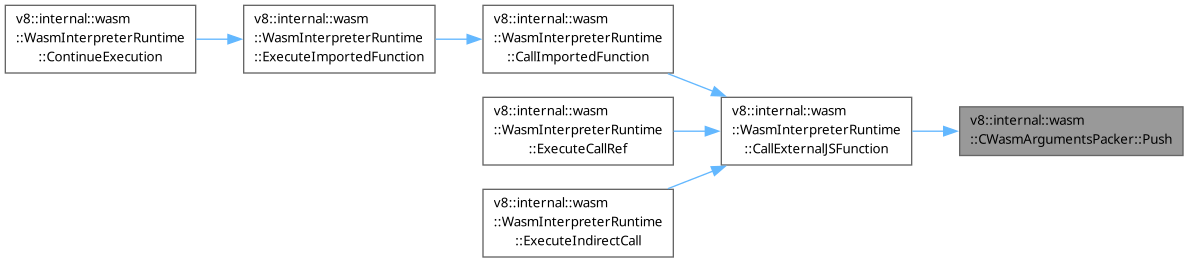 v8::internal::wasm
::WasmInterpreterRuntime
::ContinueExecution
v8::internal::wasm
::WasmInterpreterRuntime
::ExecuteImportedFunction
v8::internal::wasm
::WasmInterpreterRuntime
::CallImportedFunction
v8::internal::wasm
::WasmInterpreterRuntime
::ExecuteCallRef
v8::internal::wasm
::WasmInterpreterRuntime
::ExecuteIndirectCall
v8::internal::wasm
::WasmInterpreterRuntime
::CallExternalJSFunction
v8::internal::wasm
::CWasmArgumentsPacker::Push